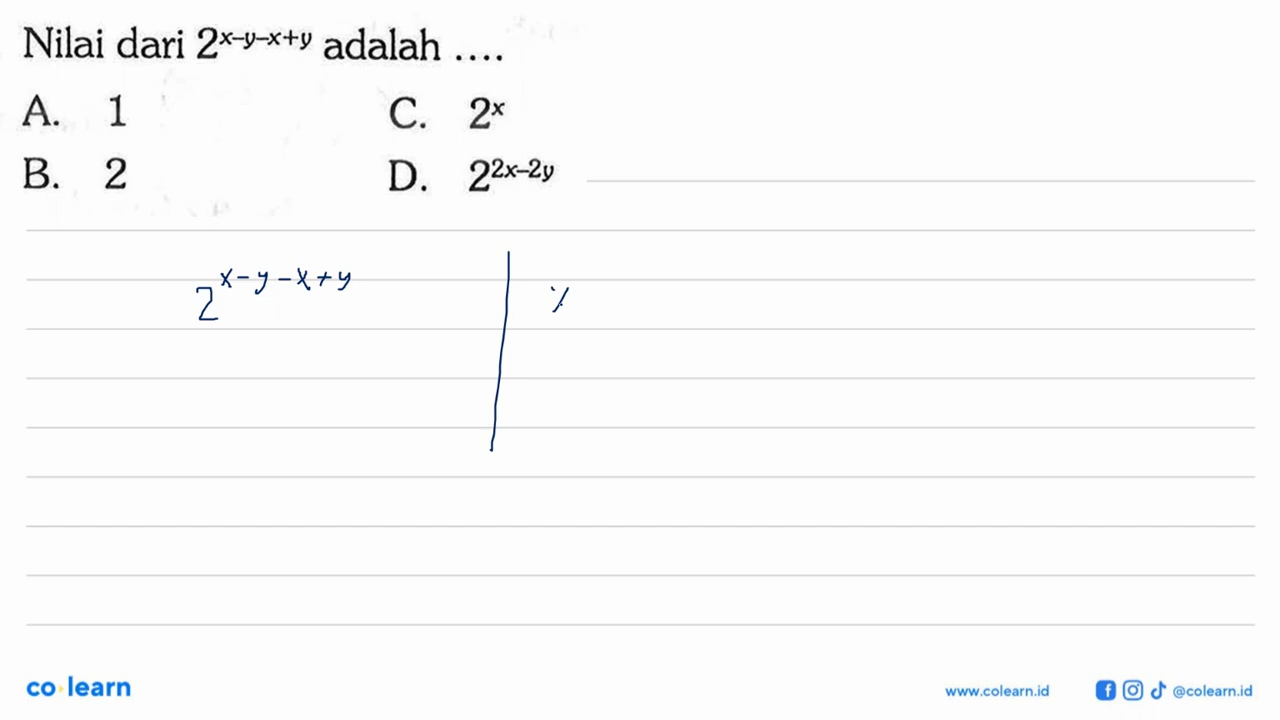 Nilai dari 2^{x-y-x+y} adalah ....
A. 1
C. 2^x
B. 2
D. 2^{2x-2y}
2^{x-y-x+y}
x
co learn
www.colearn.id
@colearn.id